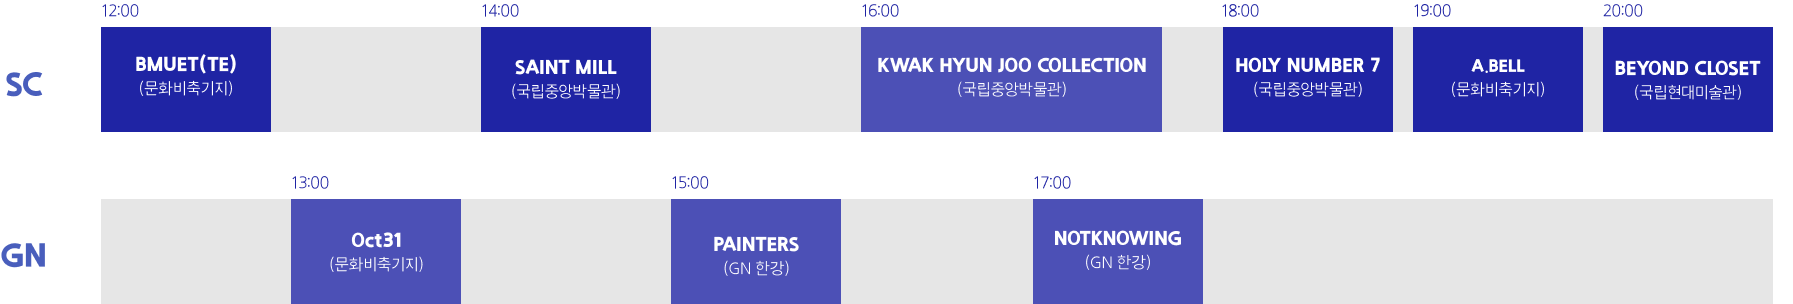 12:00
14:00
16:00
18:00
19:00
20:00
SC
BMUET(TE)
(문화비축기지)
SAINT MILL
(국립중앙박물관)
KWAK HYUN JOO COLLECTION
(국립중앙박물관)
HOLY NUMBER 7
(국립중앙박물관)
A.BELL
(문화비축기지)
BEYOND CLOSET
(국립현대미술관)
13:00
15:00
17:00
GN
Oct31
(문화비축기지)
PAINTERS
(GN 한강)
NOTKNOWING
(GN 한강)